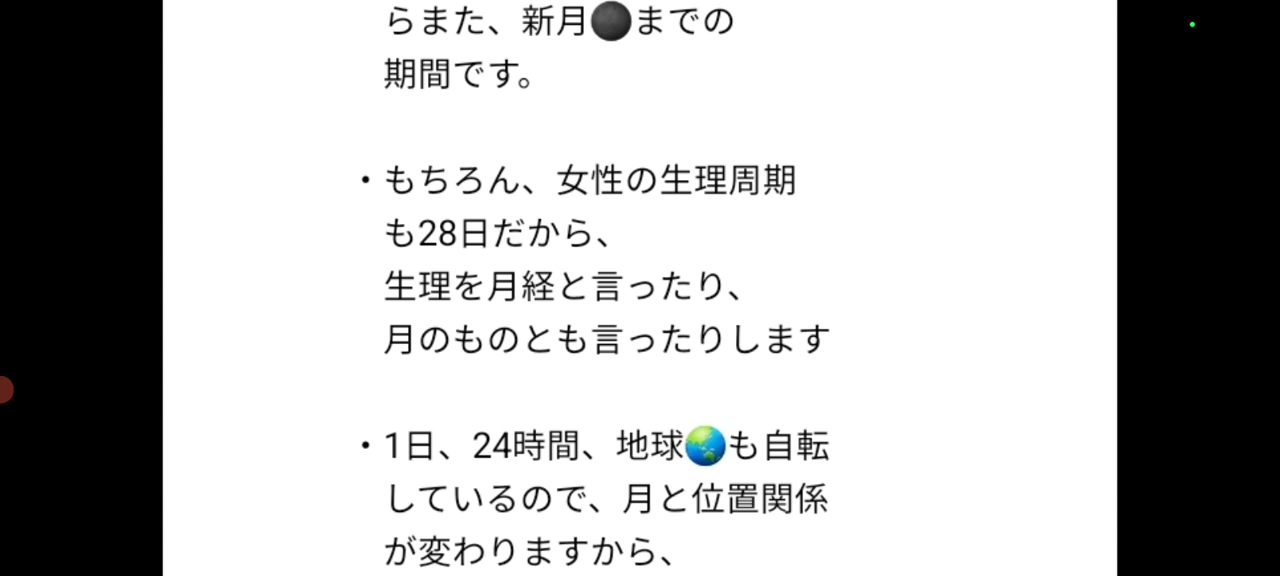 らまた、新月🌑までの
期間です。
・もちろん、女性の生理周期
も28日だから、
生理を月経と言ったり、
月のものとも言ったりします
・1日、24時間、地球🌏も自転
しているので、月と位置関係
が変わりますから、